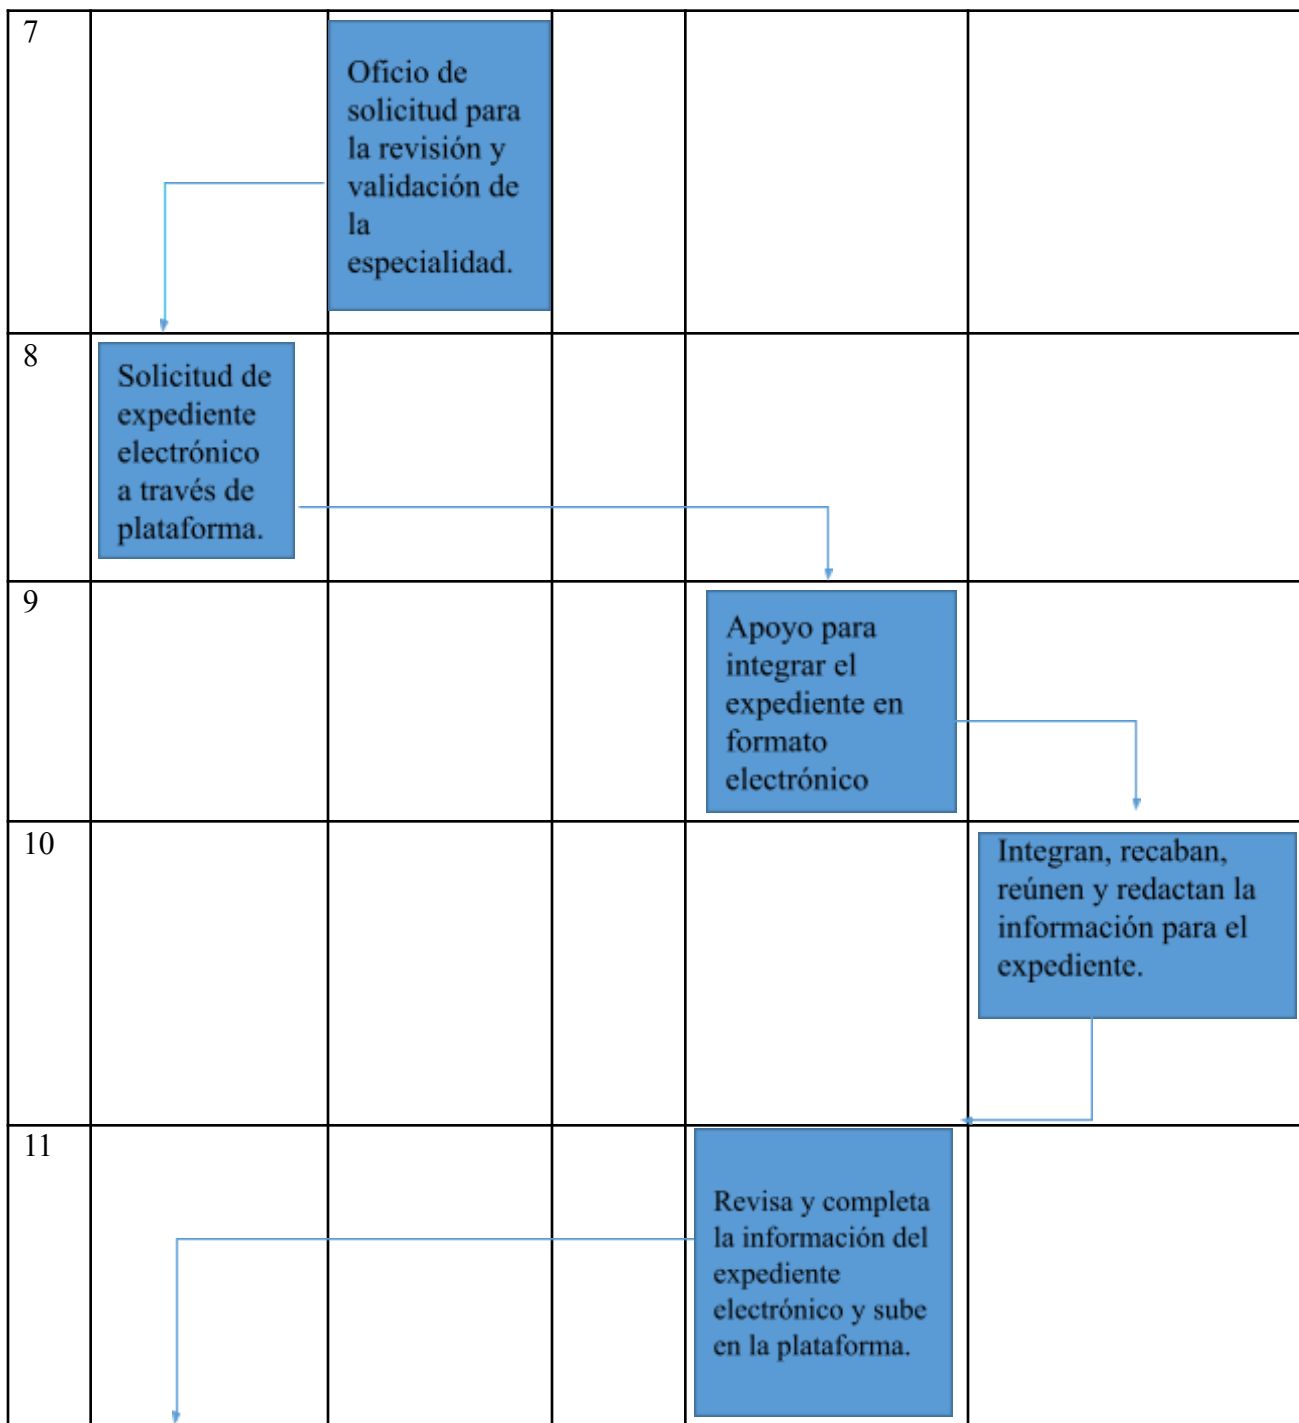 7
Oficio de
solicitud para
la revisión y
validación de
la
especialidad.
8
Solicitud de
expediente
electrónico
a través de
plataforma.
9
Apoyo para
integrar el
expediente en
formato
electrónico
10
Integran, recaban,
reúnen y redactan la
información para el
expediente.
11
Revisa y completa
la información del
expediente
electrónico y sube
en la plataforma.